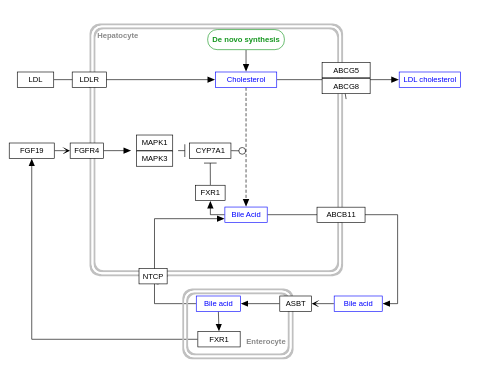 Hepatocyte
De novo synthesis
LDL
LDLR
Cholesterol
ABCG5
ABCG8
LDL cholesterol
FGF19
FGFR4
MAPK1
MAPK3
CYP7A1
FXR1
Bile Acid
ABCB11
NTCP
Bile acid
ASBT
Bile acid
FXR1
Enterocyte